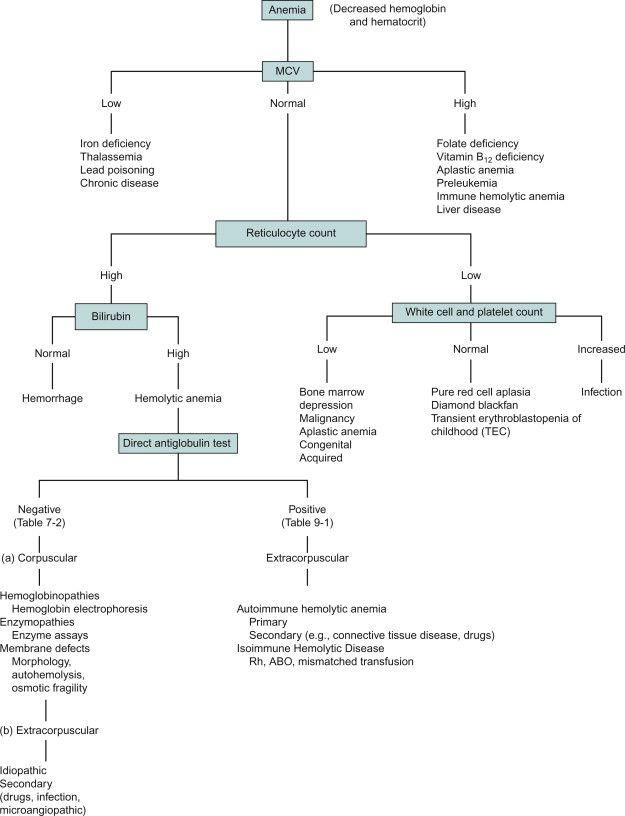 Anemia
(Decreased hemoglobin
and hematocrit)
MCV
Low
Normal
High
Iron deficiency
Thalassemia
Lead poisoning
Chronic disease
Folate deficiency
Vitamin B12 deficiency
Aplastic anemia
Preleukemia
Immune hemolytic anemia
Liver disease
Reticulocyte count
High
Low
Bilirubin
White cell and platelet count
Normal
High
Low
Normal
Increased
Hemorrhage
Hemolytic anemia
Bone marrow
depression
Malignancy
Aplastic anemia
Congenital
Acquired
Pure red cell aplasia
Diamond blackfan
Transient erythroblastopenia of
childhood (TEC)
Infection
Direct antiglobulin test
Negative
(Table 7-2)
Positive
(Table 9-1)
(a) Corpuscular
Extracorpuscular
Hemoglobinopathies
Hemoglobin electrophoresis
Enzymopathies
Enzyme assays
Membrane defects
Morphology,
autohemolysis,
osmotic fragility
Autoimmune hemolytic anemia
Primary
Secondary (e.g., connective tissue disease, drugs)
Isoimmune Hemolytic Disease
Rh, ABO, mismatched transfusion
(b) Extracorpuscular
Idiopathic
Secondary
(drugs, infection,
microangiopathic)